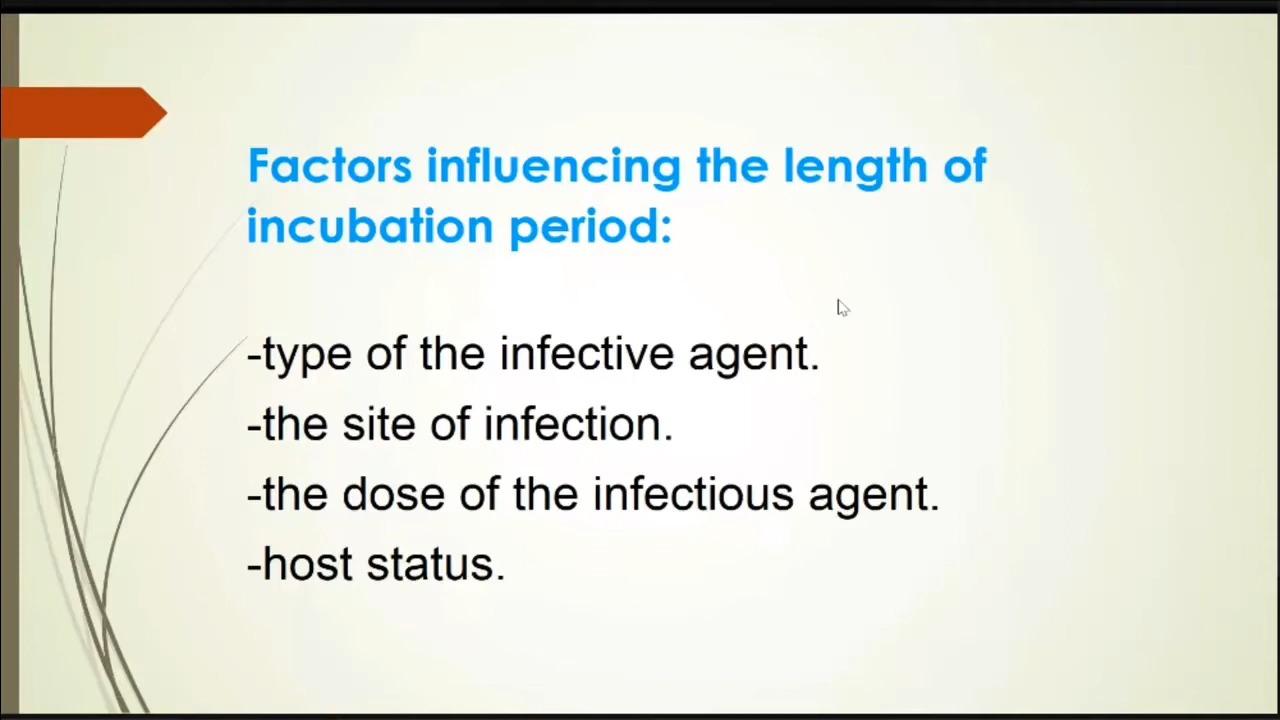 Factors influencing the length of
incubation period:
-type of the infective agent.
-the site of infection.
-the dose of the infectious agent.
-host status.